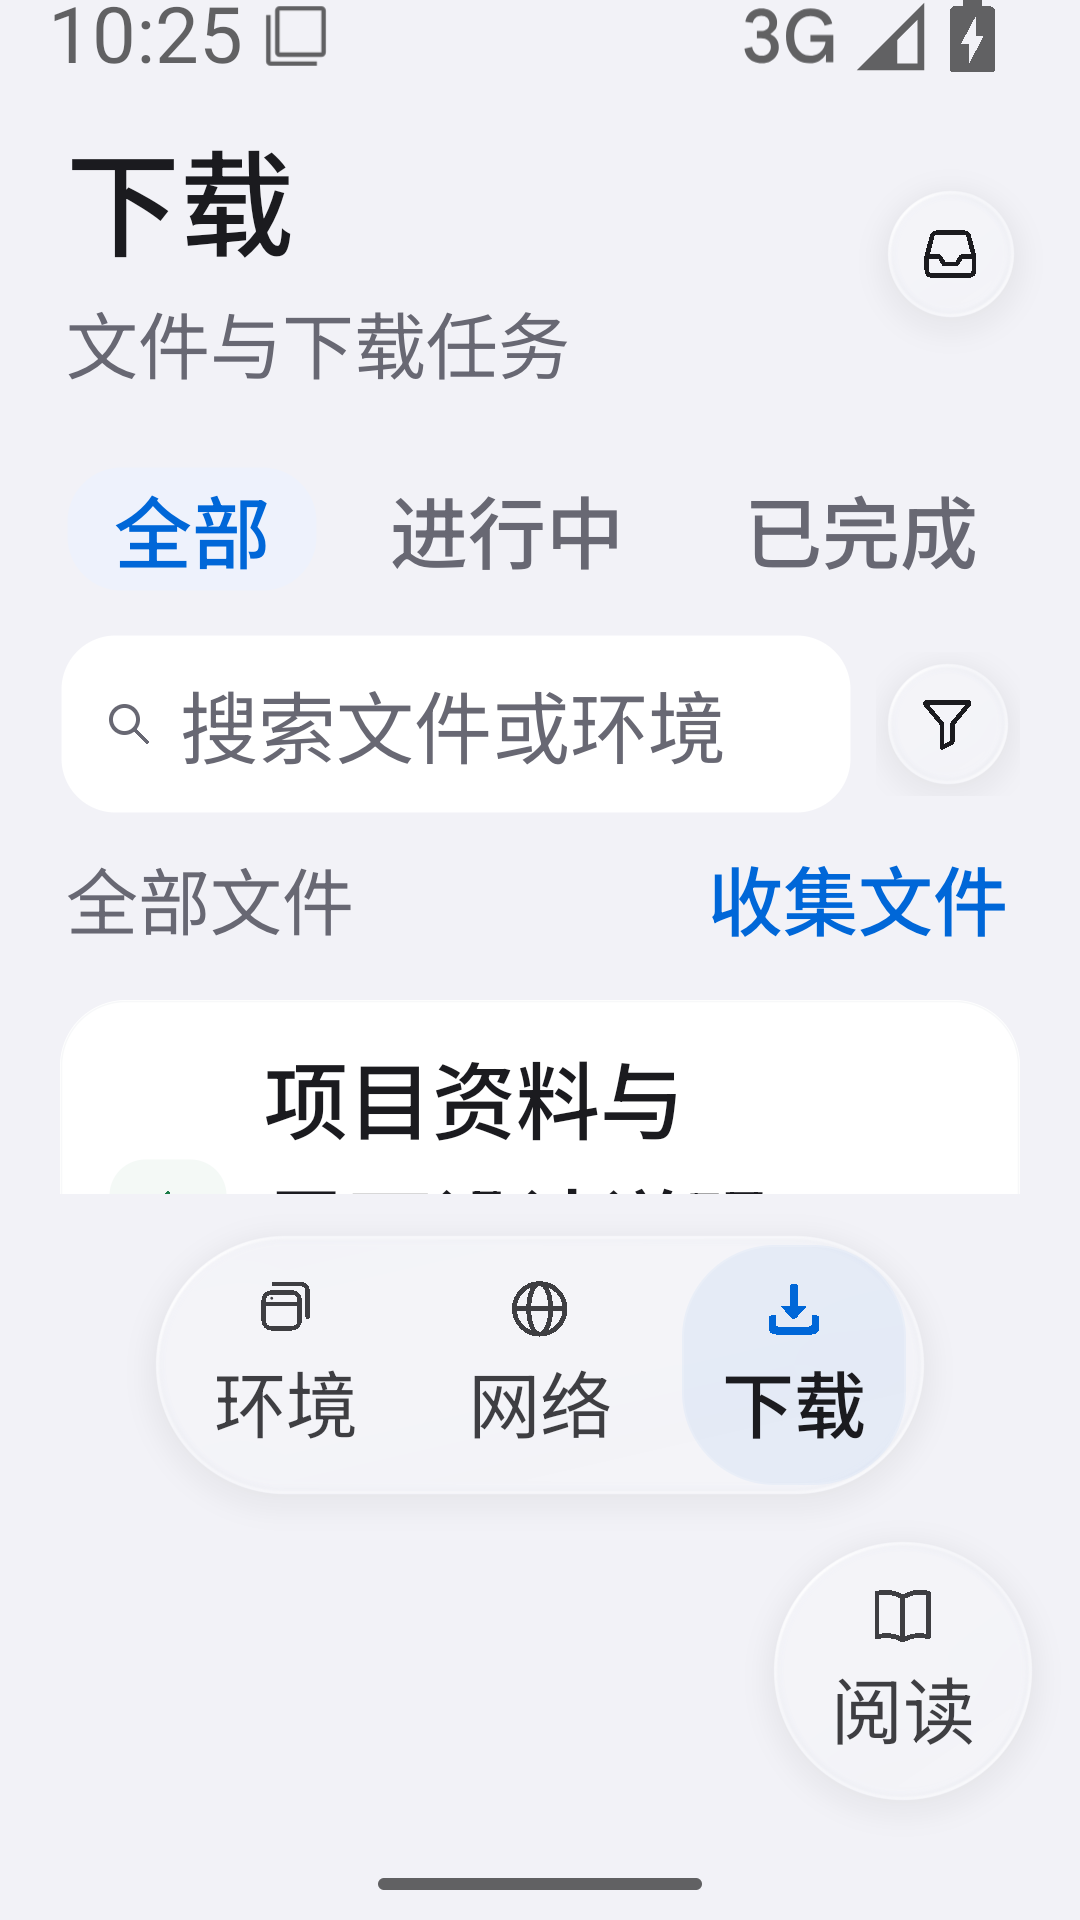 10:25 3G
下载
文件与下载任务
全部 进行中 已完成
搜索文件或环境
全部文件 收集文件
项目资料与
环境 网络 下载
阅读